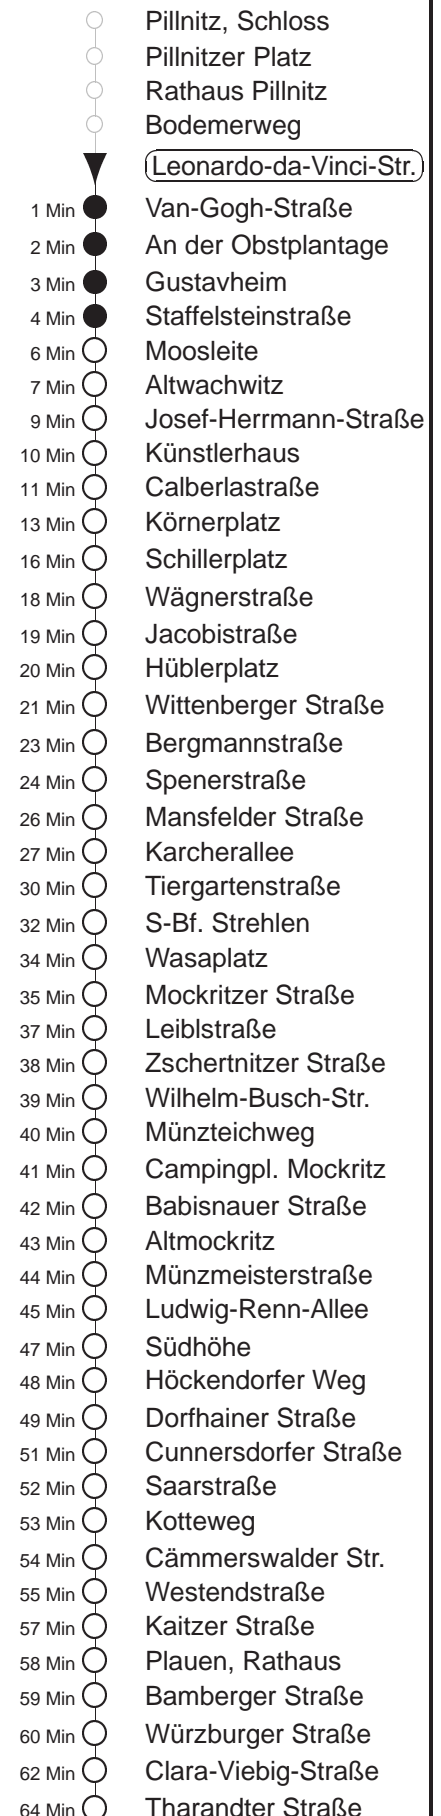 Pillnitz, Schloss
Pillnitzer Platz
Rathaus Pillnitz
Bodemerweg
Leonardo-da-Vinci-Str.
1 Min Van-Gogh-Straße
2 Min An der Obstplantage
3 Min Gustavheim
4 Min Staffelsteinstraße
6 Min Moosleite
7 Min Altwachwitz
9 Min Josef-Herrmann-Straße
10 Min Künstlerhaus
11 Min Calberlastraße
13 Min Körnerplatz
16 Min Schillerplatz
18 Min Wägnerstraße
19 Min Jacobistraße
20 Min Hüblerplatz
21 Min Wittenberger Straße
23 Min Bergmannstraße
24 Min Spenerstraße
26 Min Mansfelder Straße
27 Min Karcherallee
30 Min Tiergartenstraße
32 Min S-Bf. Strehlen
34 Min Wasaplatz
35 Min Mockritzer Straße
37 Min Leiblstraße
38 Min Zschertnitzer Straße
39 Min Wilhelm-Busch-Str.
40 Min Münzteichweg
41 Min Campingpl. Mockritz
42 Min Babisnauer Straße
43 Min Altmockritz
44 Min Münzmeisterstraße
45 Min Ludwig-Renn-Allee
47 Min Südhöhe
48 Min Höckendorfer Weg
49 Min Dorfhainer Straße
51 Min Cunnersdorfer Straße
52 Min Saarstraße
53 Min Kotteweg
54 Min Cämmerswalder Str.
55 Min Westendstraße
57 Min Kaitzer Straße
58 Min Plauen, Rathaus
59 Min Bamberger Straße
60 Min Würzburger Straße
62 Min Clara-Viebig-Straße
64 Min Tharandter Straße